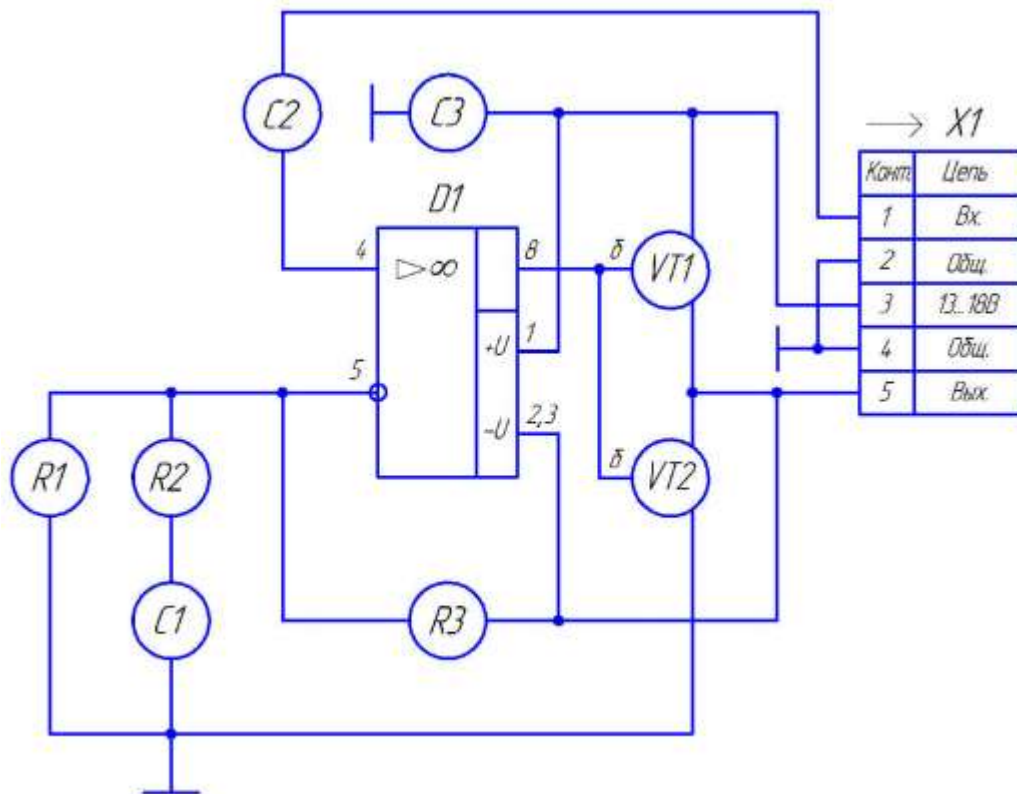 C2
C3
X1
Конт Цепь
1 Вх.
2 Общ.
3 13...18В
4 Общ.
5 Вых.
D1
4
▷∞
8
б
VT1
+U
1
5
-U
2,3
б
VT2
R1
R2
C1
R3